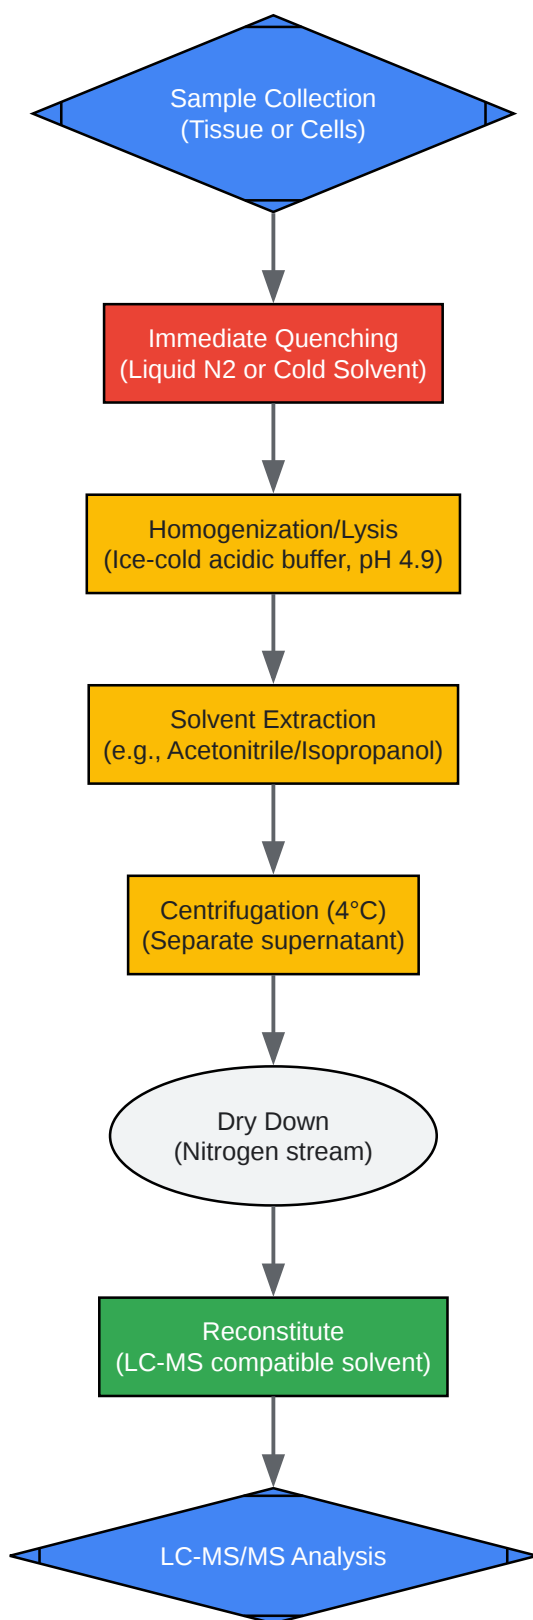 Sample Collection
(Tissue or Cells)
Immediate Quenching
(Liquid N2 or Cold Solvent)
Homogenization/Lysis
(Ice-cold acidic buffer, pH 4.9)
Solvent Extraction
(e.g., Acetonitrile/Isopropanol)
Centrifugation (4°C)
(Separate supernatant)
Dry Down
(Nitrogen stream)
Reconstitute
(LC-MS compatible solvent)
LC-MS/MS Analysis